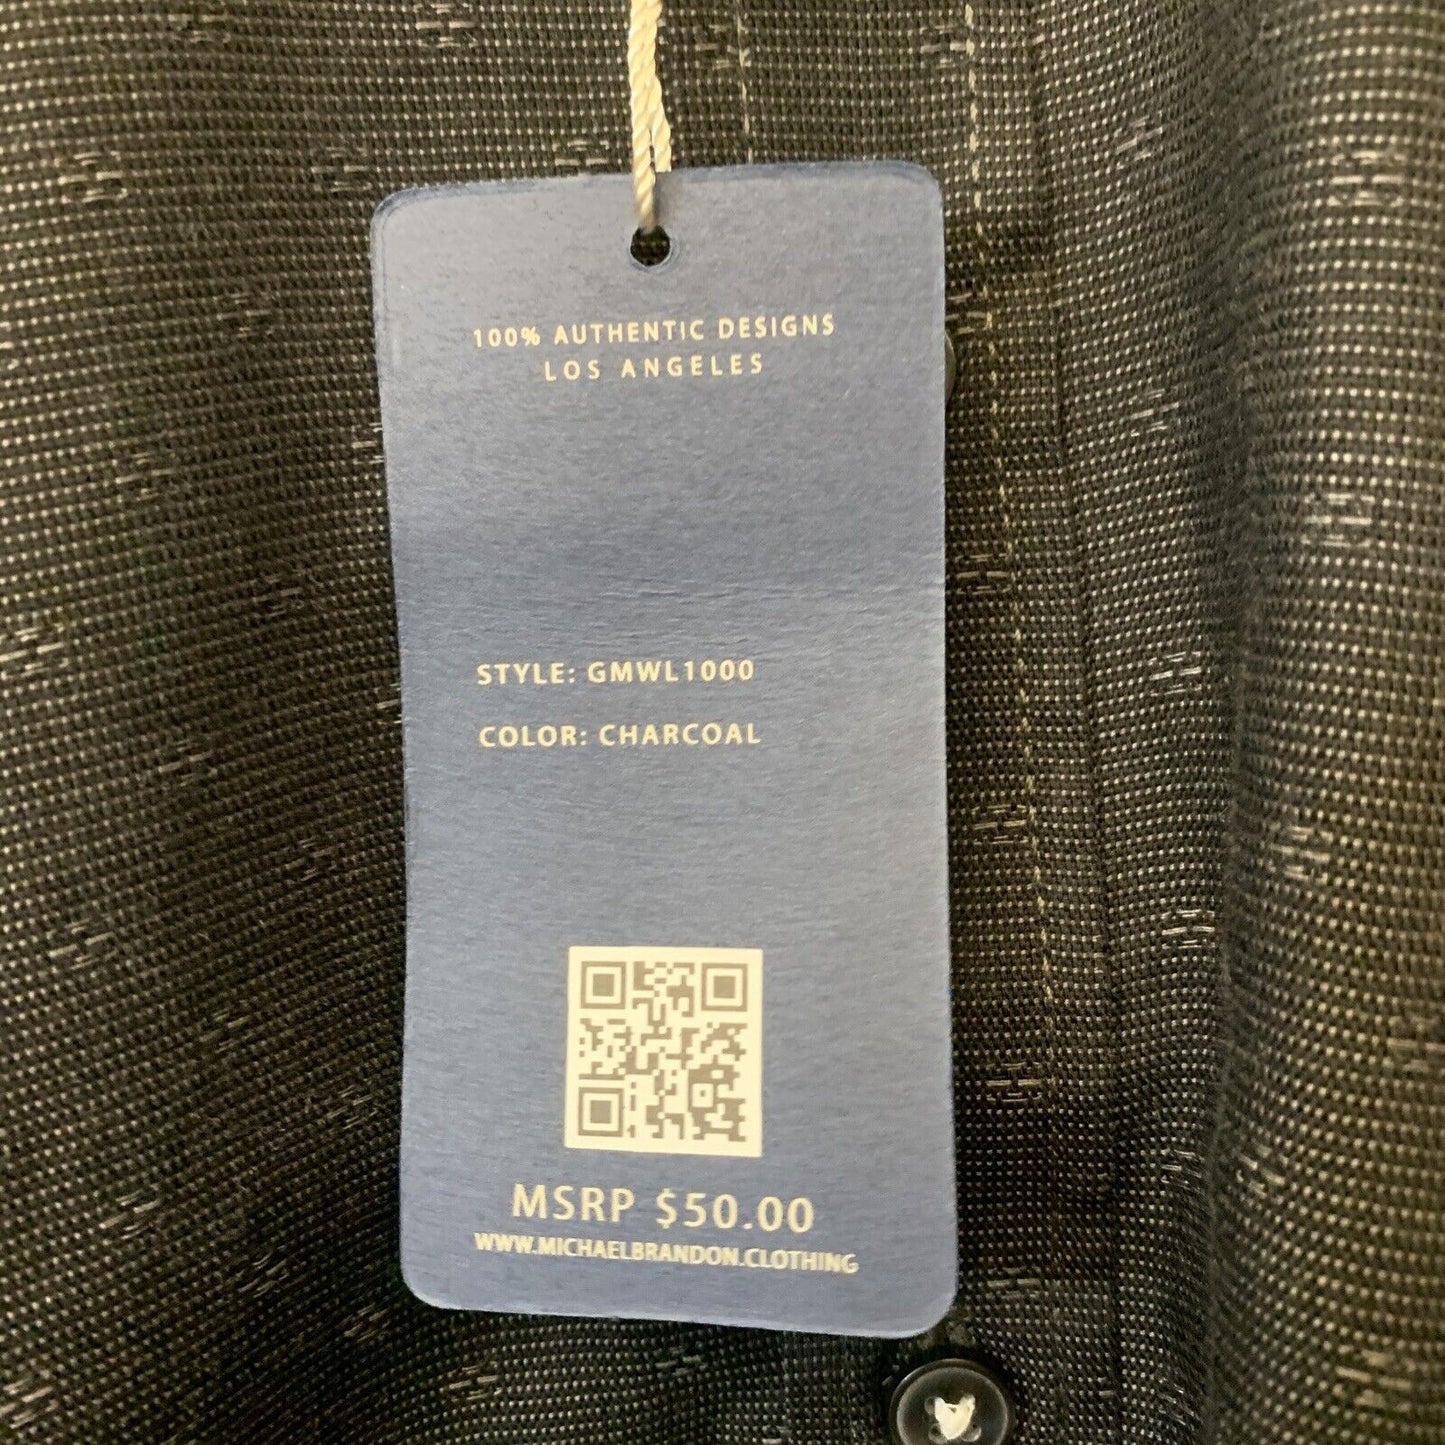 100% AUTHENTIC DESIGNS
LOS ANGELES
STYLE: GMWL1000
COLOR: CHARCOAL
MSRP $50.00
WWW.MICHAELBRANDON.CLOTHING